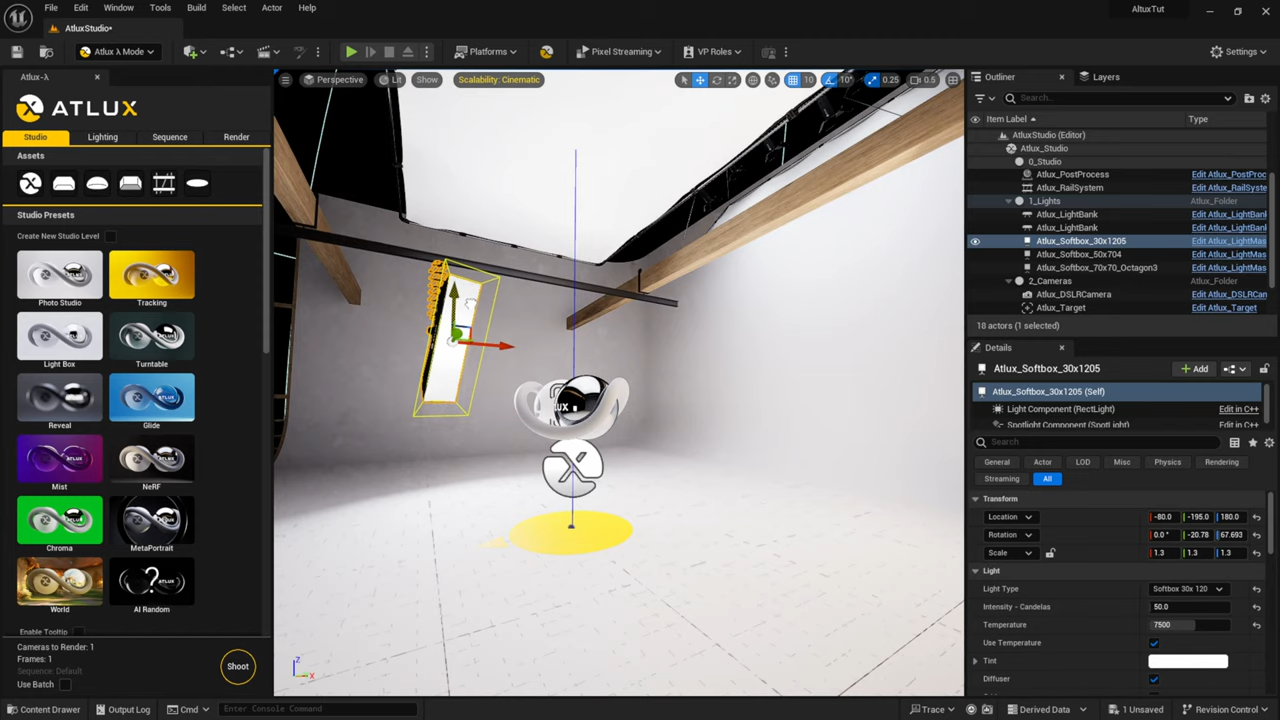 File Edit Window Tools Build Select Actor Help
AtluxTut
AtluxStudio•
Atlux λ Mode
Platforms
Pixel Streaming
VP Roles
Settings
Atlux-λ
ATLUX
Studio Lighting Sequence Render
Assets
Studio Presets
Create New Studio Level
Photo Studio Tracking
Light Box Turntable
Reveal Glide
Mist NeRF
Chroma MetaPortrait
World AI Random
Enable Tooltip
Cameras to Render: 1
Frames: 1
Sequence: Default
Use Batch
Shoot
Perspective Lit Show Scalability: Cinematic
10 10° 0.25 0.5
Outliner Layers
Search...
Item Label Type
AtluxStudio (Editor)
Atlux_Studio
0_Studio
Atlux_PostProcess Edit Atlux_PostProc
Atlux_RailSystem Edit Atlux_RailSyste
1_Lights Atlux_Folder
Atlux_LightBank Edit Atlux_LightBank
Atlux_LightBank Edit Atlux_LightBank
Atlux_Softbox_30x1205 Edit Atlux_LightMas
Atlux_Softbox_50x704 Edit Atlux_LightMas
Atlux_Softbox_70x70_Octagon3 Edit Atlux_LightMas
2_Cameras Atlux_Folder
Atlux_DSLRCamera Edit Atlux_DSLRCan
Atlux_Target Edit Atlux_Target
18 actors (1 selected)
Details
Atlux_Softbox_30x1205
Add
Atlux_Softbox_30x1205 (Self)
Light Component (RectLight) Edit in C++
Spotlight Component (SpotLight) Edit in C++
Search
General Actor LOD Misc Physics Rendering
Streaming All
Transform
Location -80.0 -195.0 180.0
Rotation 0.0 ° -20.78 67.693
Scale 1.3 1.3 1.3
Light
Light Type Softbox 30x 120
Intensity - Candelas 50.0
Temperature 7500
Use Temperature
Tint
Diffuser
Content Drawer Output Log Cmd Enter Console Command
Trace Derived Data 1 Unsaved Revision Control